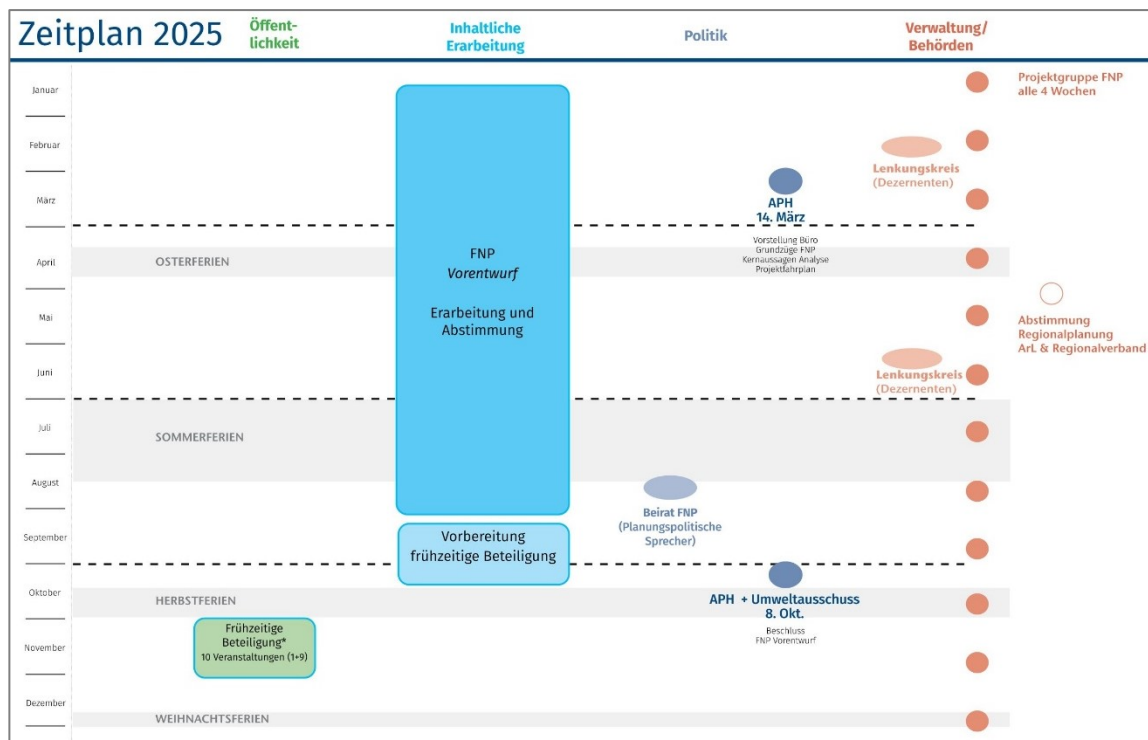 Zeitplan 2025
Öffent-
lichkeit
Inhaltliche
Erarbeitung
Politik
Verwaltung/
Behörden
Januar
Projektgruppe FNP
alle 4 Wochen
Februar
Lenkungskreis
(Dezernenten)
März
APH
14. März
Vorstellung Büro
Grundzüge FNP
Kernaussagen Analyse
Projektfahrplan
April
OSTERFERIEN
FNP
Vorentwurf
Erarbeitung und
Abstimmung
Mai
Abstimmung
Regionalplanung
ArL & Regionalverband
Juni
Lenkungskreis
(Dezernenten)
Juli
SOMMERFERIEN
August
Beirat FNP
(Planungspolitische
Sprecher)
September
Vorbereitung
frühzeitige Beteiligung
Oktober
HERBSTFERIEN
APH + Umweltausschuss
8. Okt.
Beschluss
FNP Vorentwurf
November
Frühzeitige
Beteiligung*
10 Veranstaltungen (1+9)
Dezember
WEIHNACHTSFERIEN